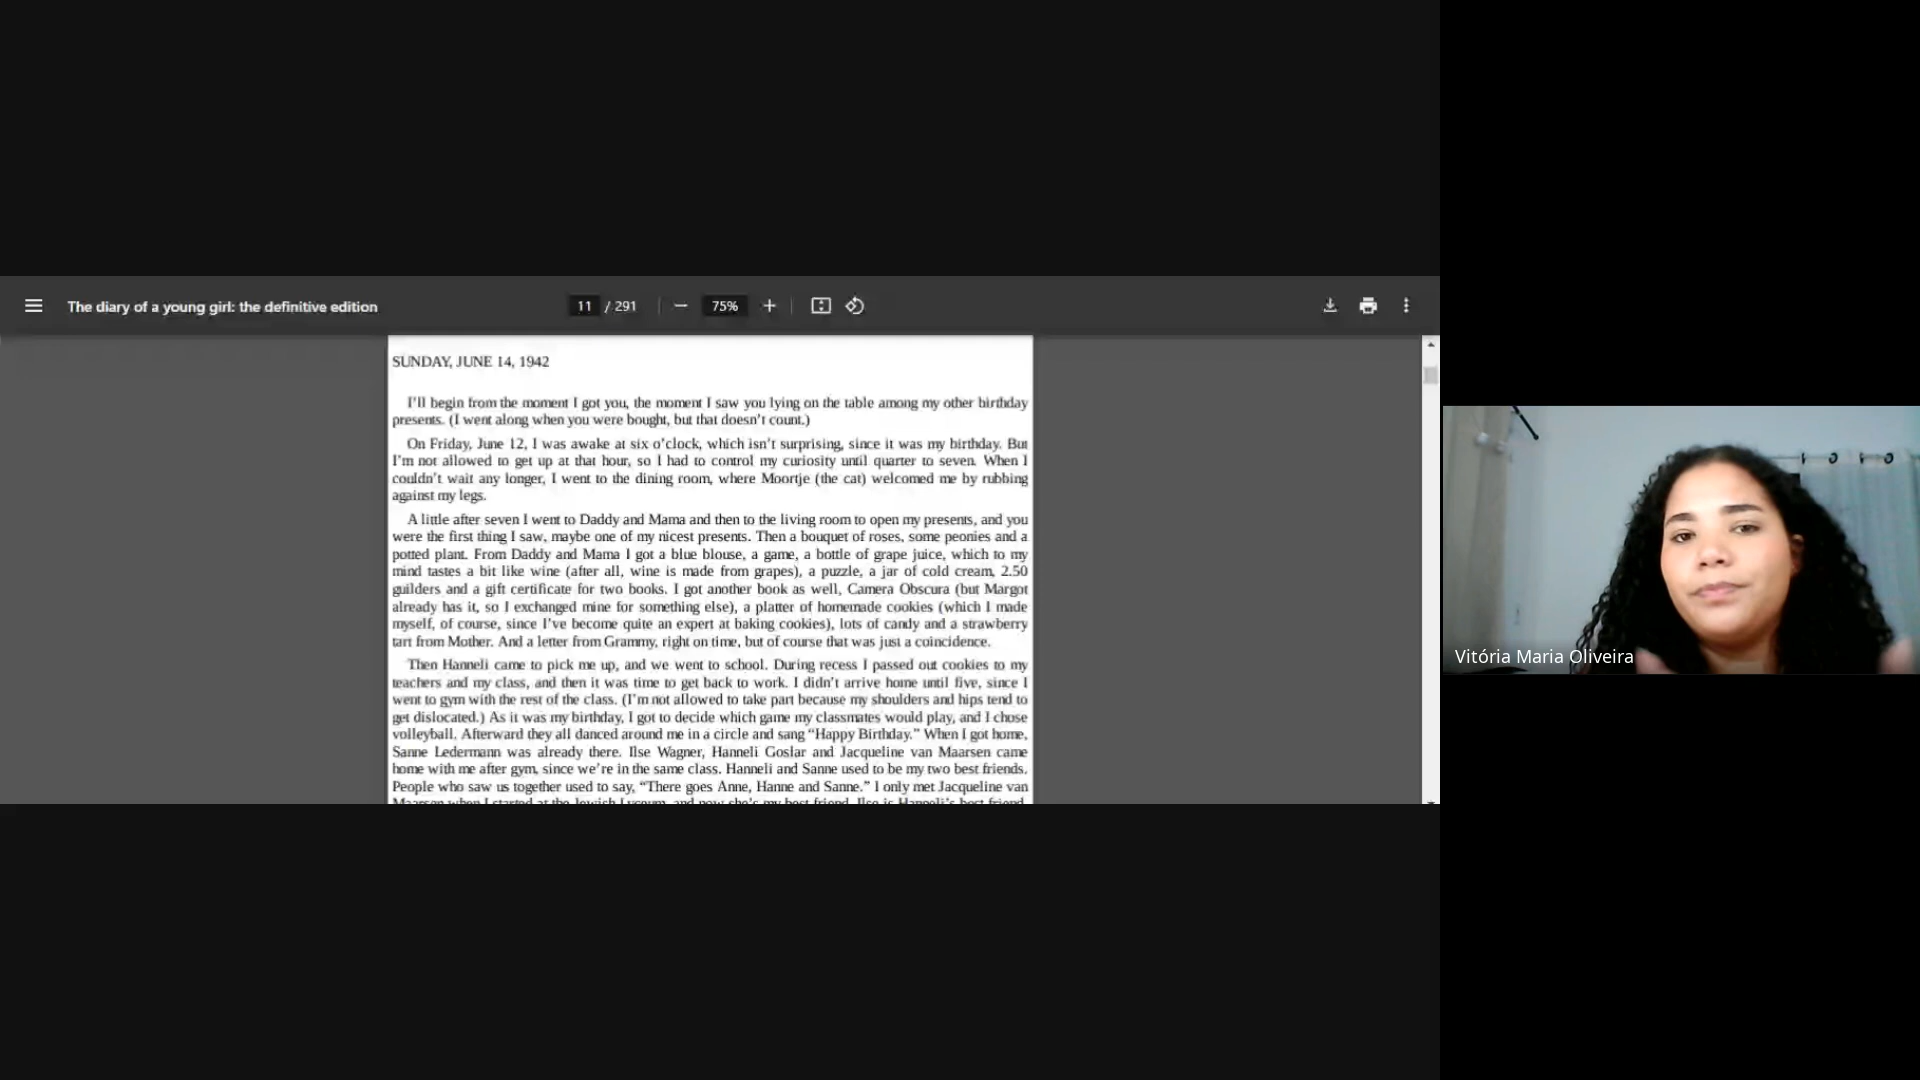 The diary of a young girl: the definitive edition
11 / 291
75%
SUNDAY, JUNE 14, 1942
I’ll begin from the moment I got you, the moment I saw you lying on the table among my other birthday
presents. (I went along when you were bought, but that doesn’t count.)
On Friday, June 12, I was awake at six o’clock, which isn’t surprising, since it was my birthday. But
I’m not allowed to get up at that hour, so I had to control my curiosity until quarter to seven. When I
couldn’t wait any longer, I went to the dining room, where Moortje (the cat) welcomed me by rubbing
against my legs.
A little after seven I went to Daddy and Mama and then to the living room to open my presents, and you
were the first thing I saw, maybe one of my nicest presents. Then a bouquet of roses, some peonies and a
potted plant. From Daddy and Mama I got a blue blouse, a game, a bottle of grape juice, which to my
mind tastes a bit like wine (after all, wine is made from grapes), a puzzle, a jar of cold cream, 2.50
guilders and a gift certificate for two books. I got another book as well, Camera Obscura (but Margot
already has it, so I exchanged mine for something else), a platter of homemade cookies (which I made
myself, of course, since I’ve become quite an expert at baking cookies), lots of candy and a strawberry
tart from Mother. And a letter from Grammy, right on time, but of course that was just a coincidence.
Then Hanneli came to pick me up, and we went to school. During recess I passed out cookies to my
teachers and my class, and then it was time to get back to work. I didn’t arrive home until five, since I
went to gym with the rest of the class. (I’m not allowed to take part because my shoulders and hips tend to
get dislocated.) As it was my birthday, I got to decide which game my classmates would play, and I chose
volleyball. Afterward they all danced around me in a circle and sang “Happy Birthday.” When I got home,
Sanne Ledermann was already there. Ilse Wagner, Hanneli Goslar and Jacqueline van Maarsen came
home with me after gym, since we’re in the same class. Hanneli and Sanne used to be my two best friends.
People who saw us together used to say, “There goes Anne, Hanne and Sanne.” I only met Jacqueline van
Maarsen when I started at the Jewish Lyceum, and now she’s my best friend. Ilse is Hanneli’s best friend,
Vitória Maria Oliveira